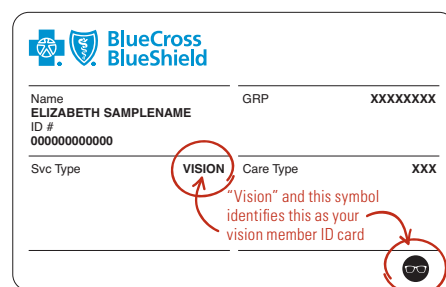 BlueCross
BlueShield
Name
ELIZABETH SAMPLENAME
ID #
000000000000
GRP XXXXXXXX
Svc Type VISION
Care Type XXX
"Vision" and this symbol
identifies this as your
vision member ID card